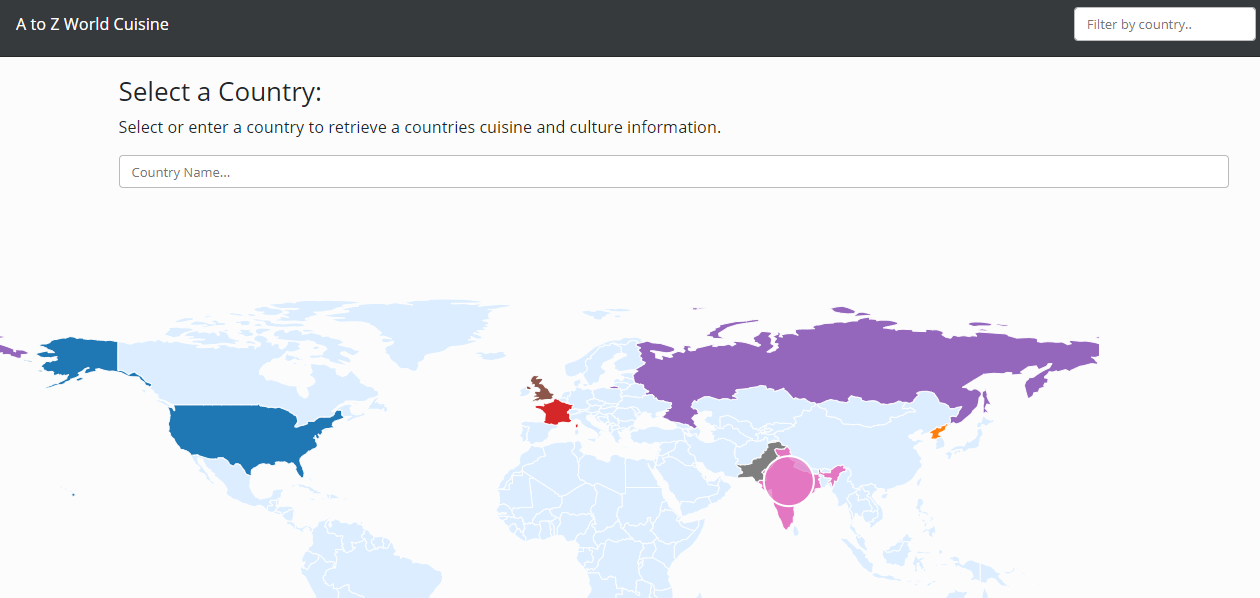 A to Z World Cuisine
Filter by country..
Select a Country:
Select or enter a country to retrieve a countries cuisine and culture information.
Country Name...